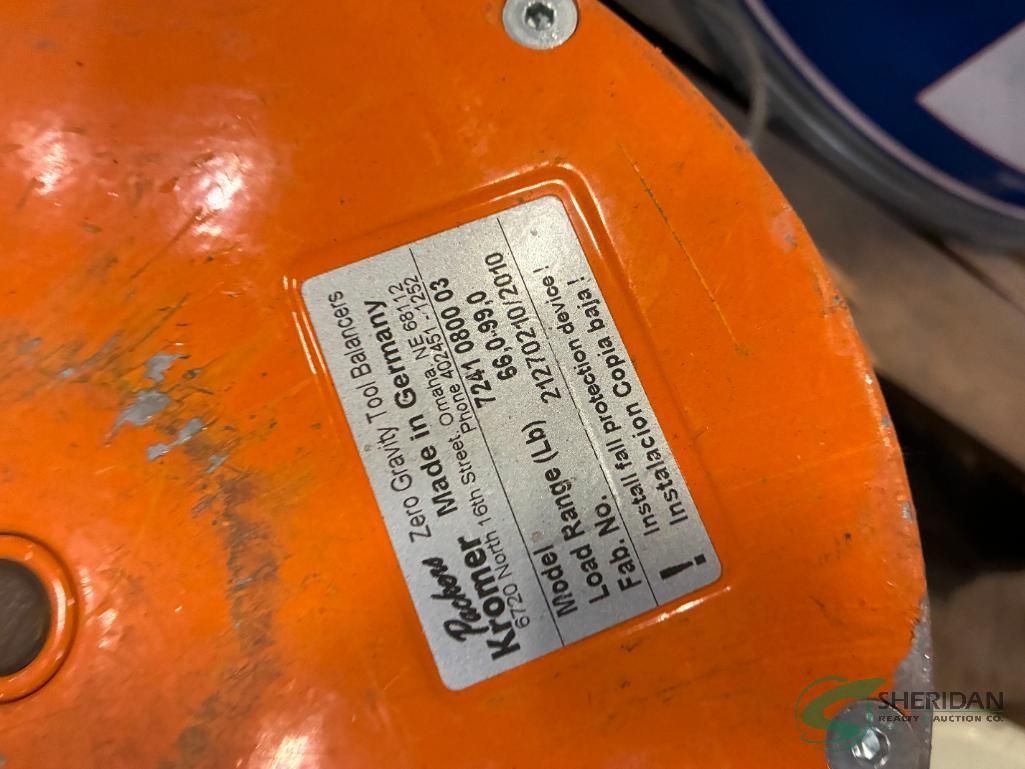 Packers Zero Gravity Tool Balancers
Kromer Made in Germany
6720 North 16th Street, Omaha, NE 68112
Phone 402451 .1252
Model 7241 0800 03
Load Range (Lb) 66,0-99,0
Fab. No. 21270210/2010
! Install fall protection device!
Instalacion Copia baja!
SHERIDAN
REALTY & AUCTION CO.